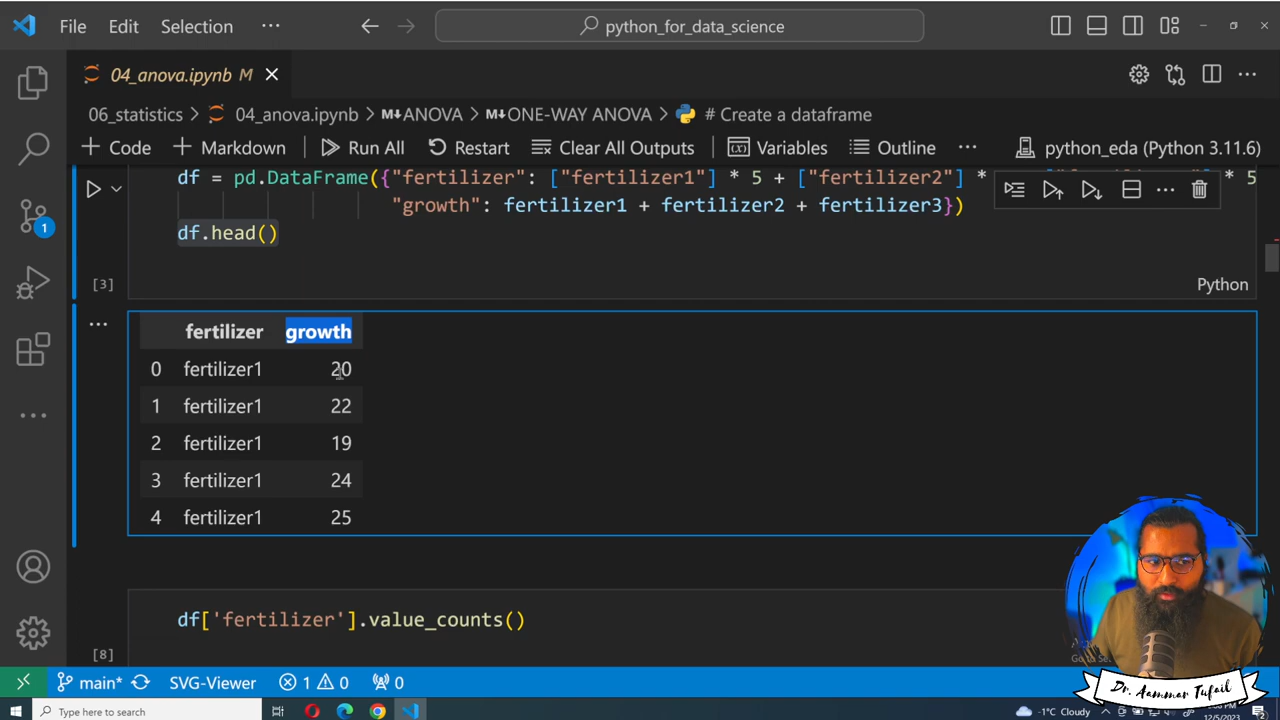 File Edit Selection ··· python_for_data_science
04_anova.ipynb M
06_statistics > 04_anova.ipynb > M↓ANOVA > M↓ONE-WAY ANOVA > # Create a dataframe
+ Code + Markdown Run All Restart Clear All Outputs Variables Outline ··· python_eda (Python 3.11.6)
df = pd.DataFrame({"fertilizer": ["fertilizer1"] * 5 + ["fertilizer2"] * 5
"growth": fertilizer1 + fertilizer2 + fertilizer3})
df.head()
[3] Python
fertilizer growth
0 fertilizer1 20
1 fertilizer1 22
2 fertilizer1 19
3 fertilizer1 24
4 fertilizer1 25
df['fertilizer'].value_counts()
[8]
1
main* SVG-Viewer 1 0 0
Dr. Aammar Tufail
Type here to search
-1°C Cloudy
12/5/2023